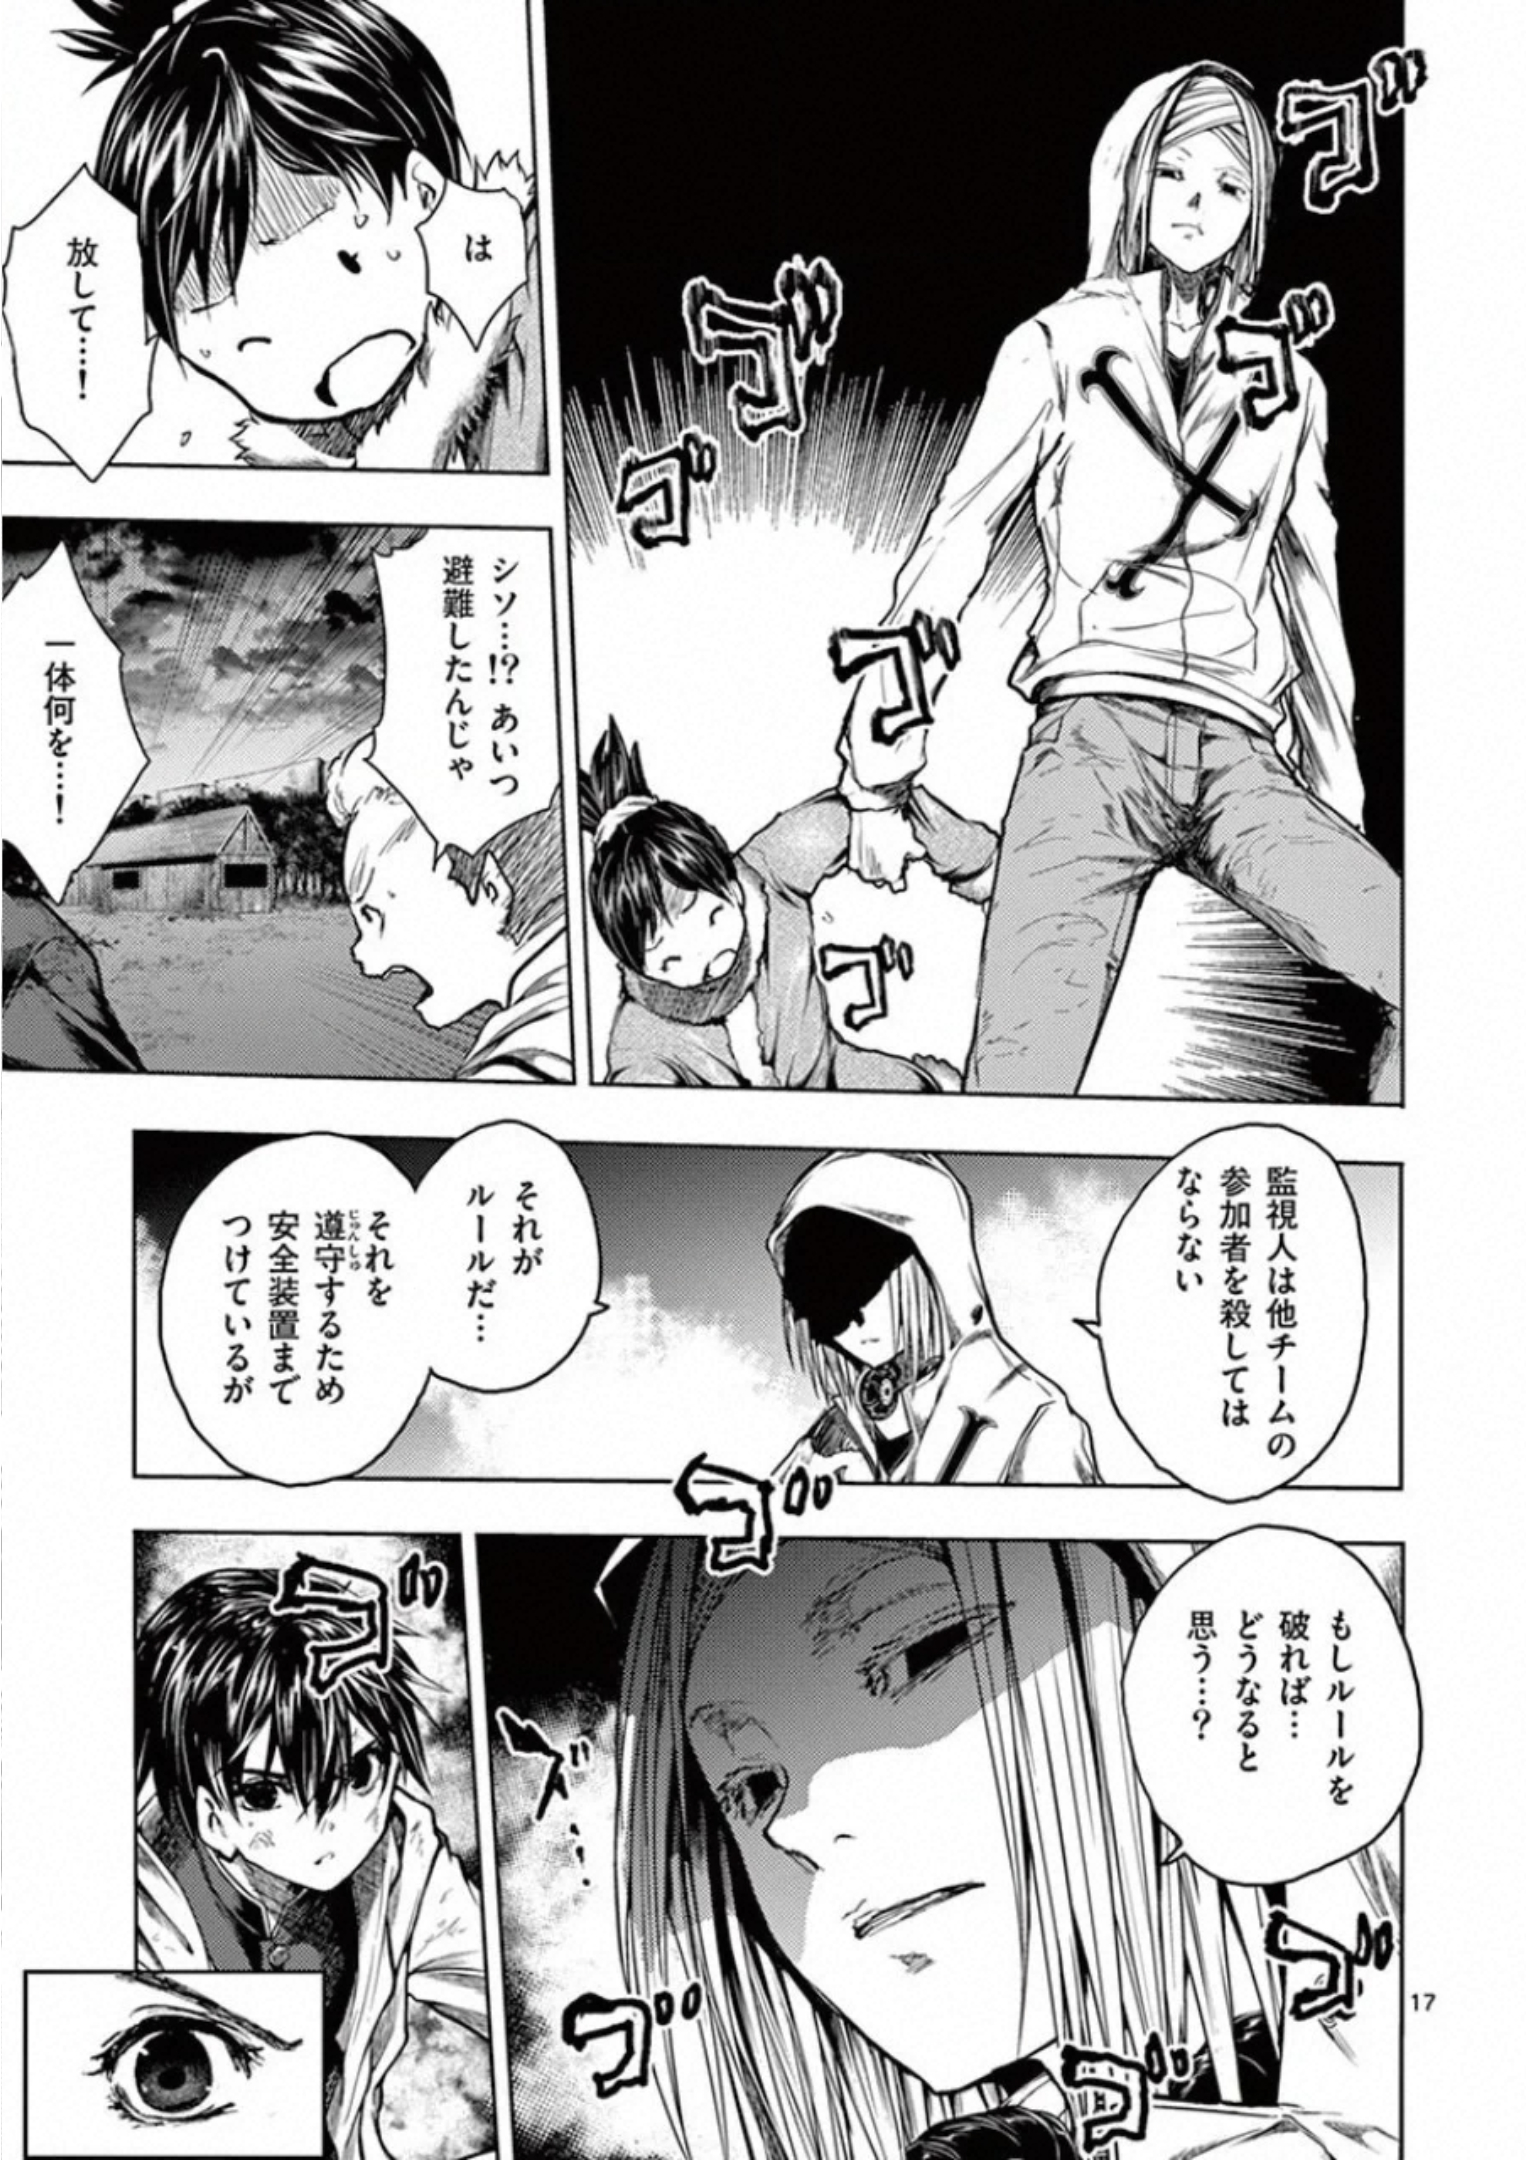 ゴゴゴ
ゴ
ゴ
ゴ
ゴ
は
放して…!
シソ…!?あいつ
避難したんじゃ
一体何を…!
監視人は他チームの
参加者を殺しては
ならない
それが
ルールだ…
それを
遵守するため
じゅんしゅ
安全装置まで
つけているが
ゴ
もしルールを
破れば…
どうなると
思う…?
ゴ
ゴ
ゴ
ゴ
17